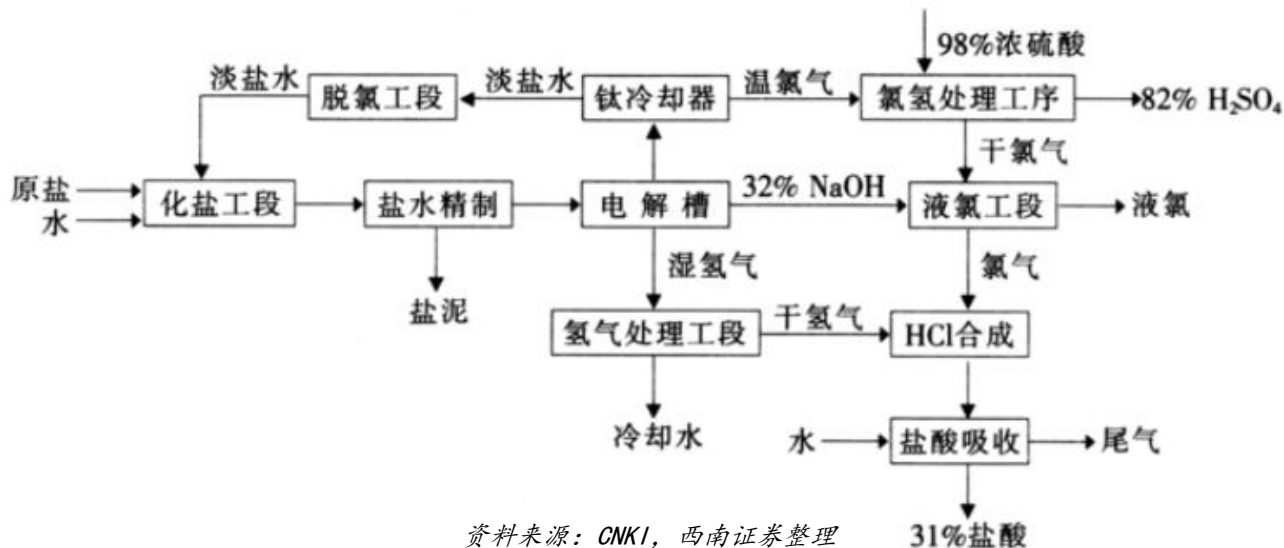 98%浓硫酸
淡盐水
脱氯工段
淡盐水
钛冷却器
温氯气
氯氢处理工序
82% H₂SO₄
干氯气
原盐
水
化盐工段
盐水精制
电解槽
32% NaOH
液氯工段
液氯
湿氢气
氯气
盐泥
氢气处理工段
干氢气
HCl合成
冷却水
水
盐酸吸收
尾气
31%盐酸
资料来源：CNKI，西南证券整理